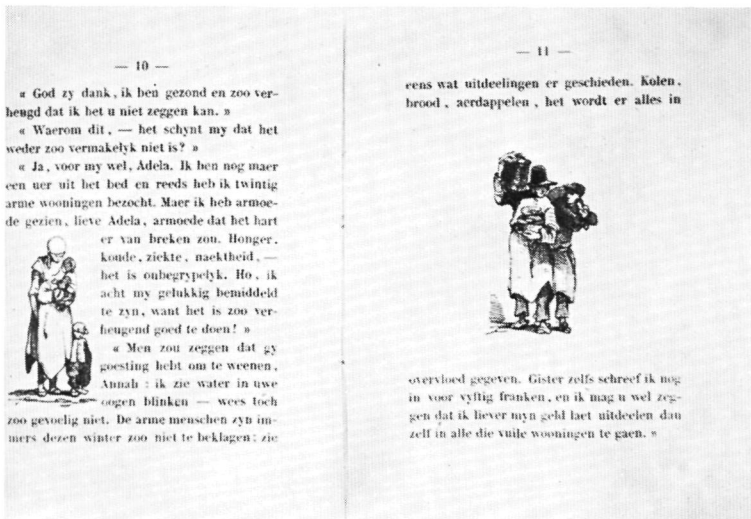 — 10 —
« God zy dank, ik ben gezond en zoo ver-
heugd dat ik het u niet zeggen kan. »
« Waerom dit, — het schynt my dat het
weder zoo vermakelyk niet is? »
« Ja, voor my wel, Adela. Ik ben nog maer
een uer uit het bed en reeds heb ik twintig
arme wooningen bezocht. Maer ik heb armoe-
de gezien, lieve Adela, armoede dat het hart
er van breken zou. Honger,
koude, ziekte, naektheid, —
het is onbegrypelyk. Ho, ik
acht my gelukkig bemiddeld
te zyn, want het is zoo ver-
heugend goed te doen! »
« Men zou zeggen dat gy
goesting hebt om te weenen,
Annah : ik zie water in uwe
oogen blinken — wees toch
zoo gevoelig niet. De arme menschen zyn im-
mers dezen winter zoo niet te beklagen: zie
— 11 —
eens wat uitdeelingen er geschieden. Kolen,
brood, aerdappelen, het wordt er alles in
overvloed gegeven. Gister zelfs schreef ik nog
in voor vyftig franken, en ik mag u wel zeg-
gen dat ik liever myn geld laet uitdeelen dan
zelf in alle die vuile wooningen te gaen. »